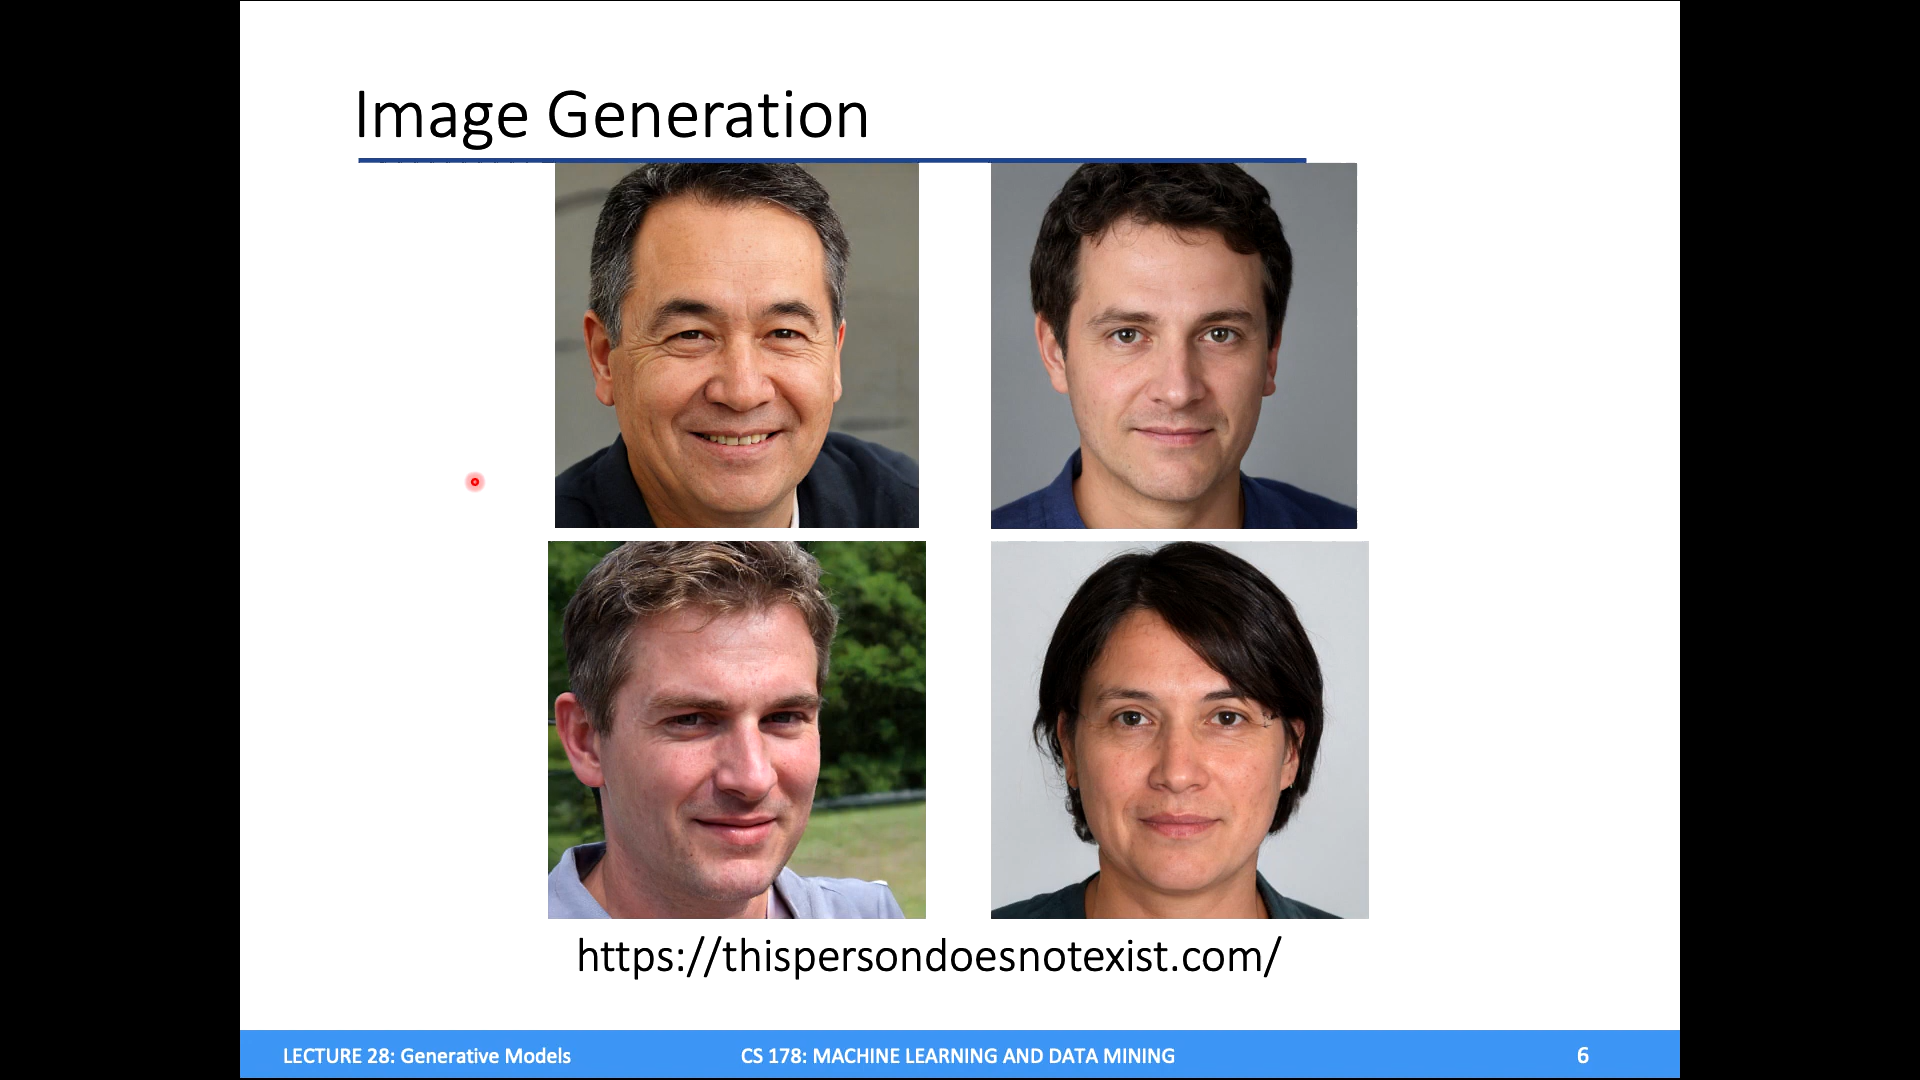 Image Generation
https://thispersondoesnotexist.com/
LECTURE 28: Generative Models
CS 178: MACHINE LEARNING AND DATA MINING
6